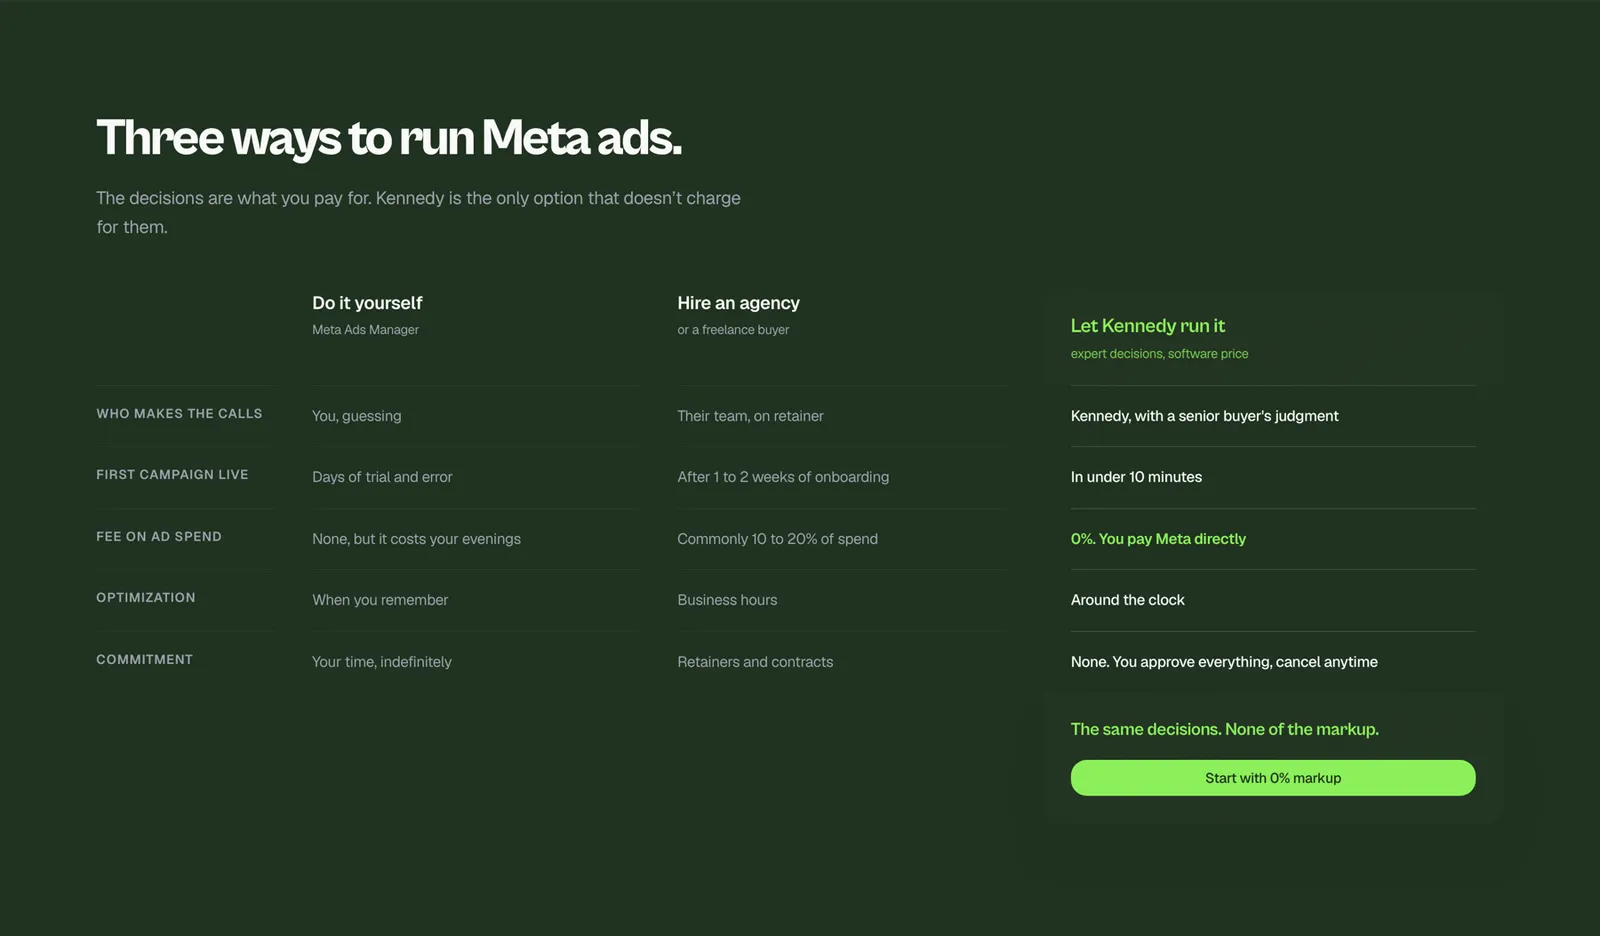 Three ways to run Meta ads.
The decisions are what you pay for. Kennedy is the only option that doesn’t charge
for them.
Do it yourself
Meta Ads Manager
Hire an agency
or a freelance buyer
Let Kennedy run it
expert decisions, software price
WHO MAKES THE CALLS
You, guessing
Their team, on retainer
Kennedy, with a senior buyer's judgment
FIRST CAMPAIGN LIVE
Days of trial and error
After 1 to 2 weeks of onboarding
In under 10 minutes
FEE ON AD SPEND
None, but it costs your evenings
Commonly 10 to 20% of spend
0%. You pay Meta directly
OPTIMIZATION
When you remember
Business hours
Around the clock
COMMITMENT
Your time, indefinitely
Retainers and contracts
None. You approve everything, cancel anytime
The same decisions. None of the markup.
Start with 0% markup